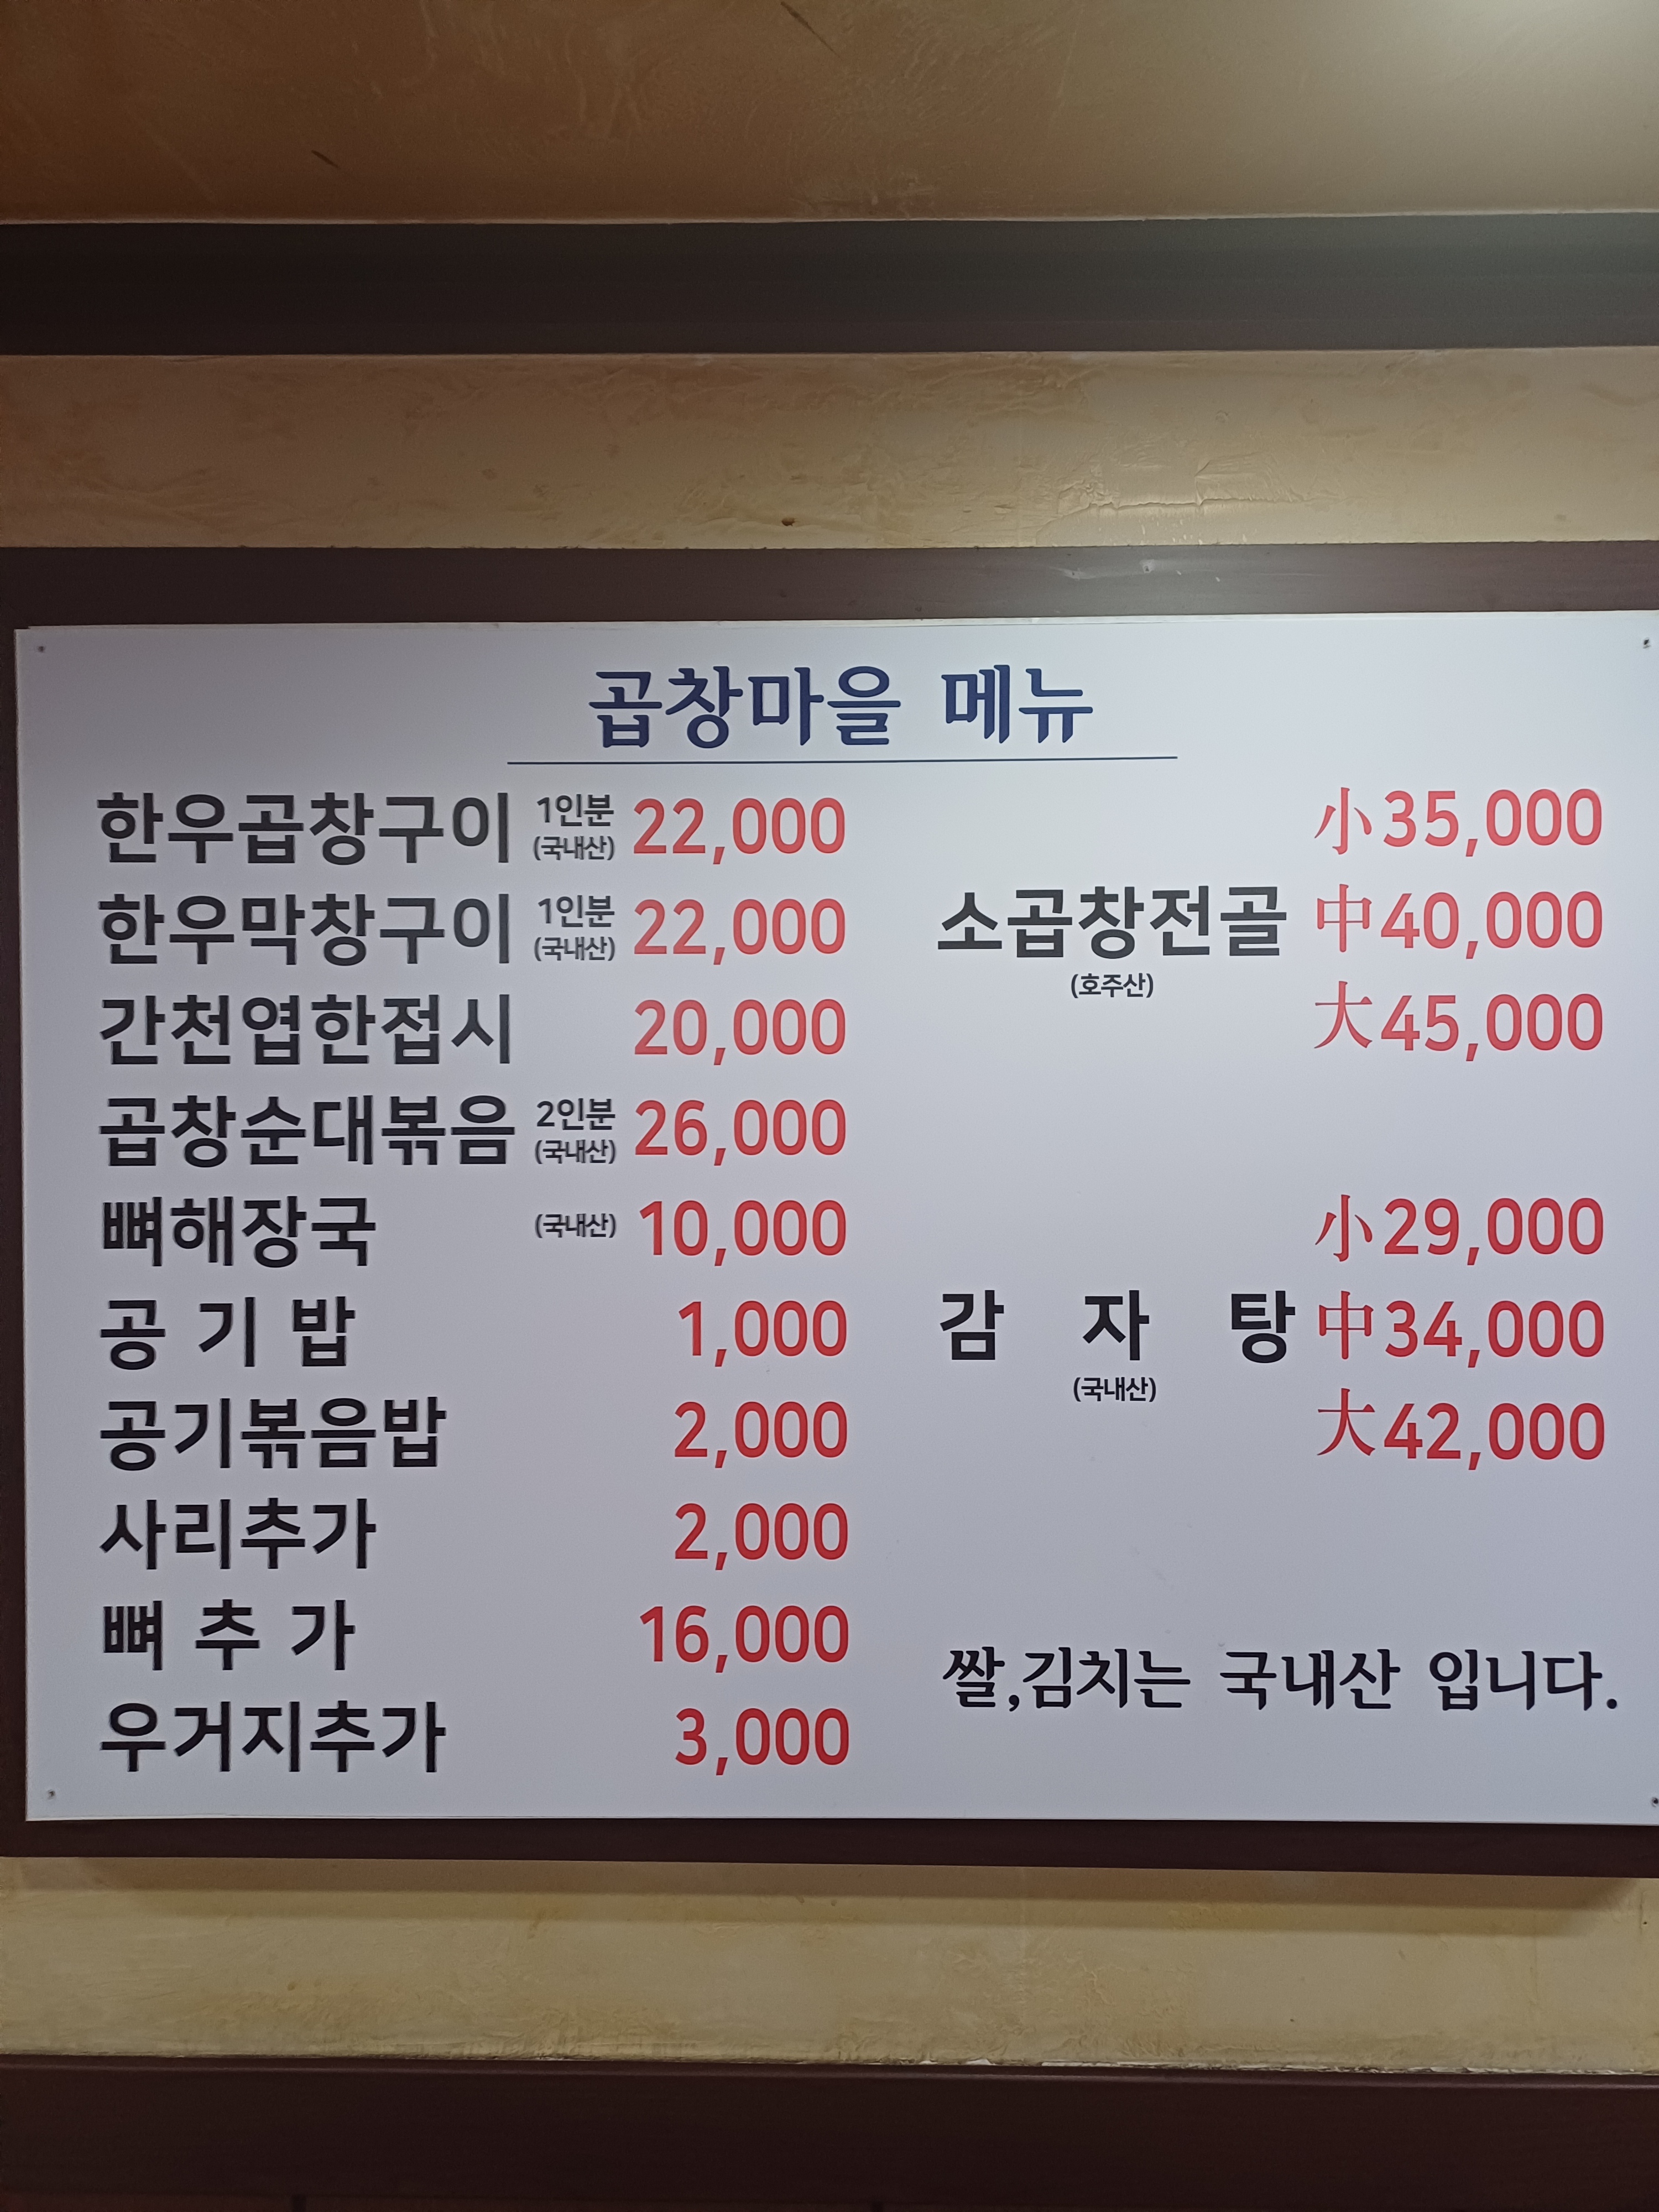 곱창마을 메뉴
한우곱창구이 1인분 (국내산) 22,000
한우막창구이 1인분 (국내산) 22,000
간천엽한접시 20,000
곱창순대볶음 2인분 (국내산) 26,000
뼈해장국 (국내산) 10,000
공 기 밥 1,000
공기볶음밥 2,000
사리추가 2,000
뼈 추 가 16,000
우거지추가 3,000
小35,000
소곱창전골 中40,000
(호주산)
大45,000
小29,000
감 자 탕 中34,000
(국내산)
大42,000
쌀,김치는 국내산 입니다.